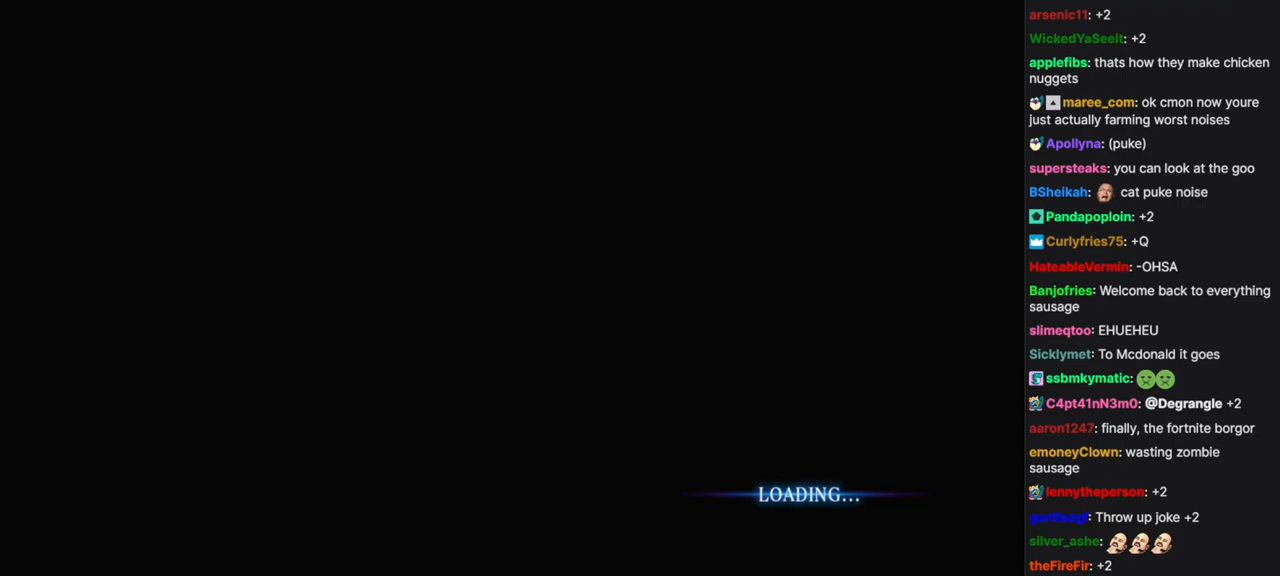 LOADING...
arsenic11: +2
WickedYaSeeIt: +2
applefibs: thats how they make chicken
nuggets
maree_com: ok cmon now youre
just actually farming worst noises
Apollyna: (puke)
supersteaks: you can look at the goo
BSheikah: cat puke noise
Pandapoploin: +2
Curlyfries75: +Q
HateableVermin: -OHSA
Banjofries: Welcome back to everything
sausage
slimeqtoo: EHUEHEU
Sicklymet: To Mcdonald it goes
ssbmkymatic:
C4pt41nN3m0: @Degrangle +2
aaron1247: finally, the fortnite borgor
emoneyClown: wasting zombie
sausage
lennytheperson: +2
Throw up joke +2
silver_ashe:
theFireFir: +2